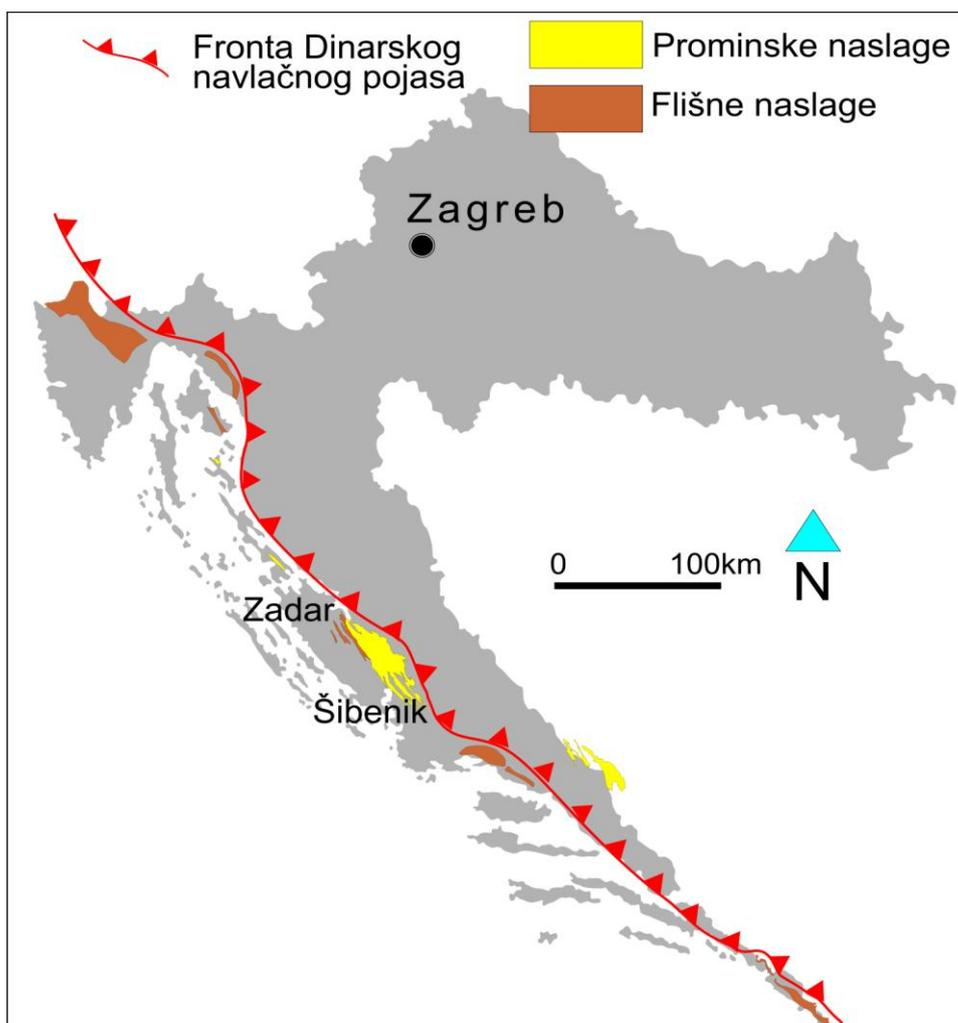 Fronta Dinarskog
navlačnog pojasa
Prominske naslage
Flišne naslage
Zagreb
0 100km
N
Zadar
Šibenik